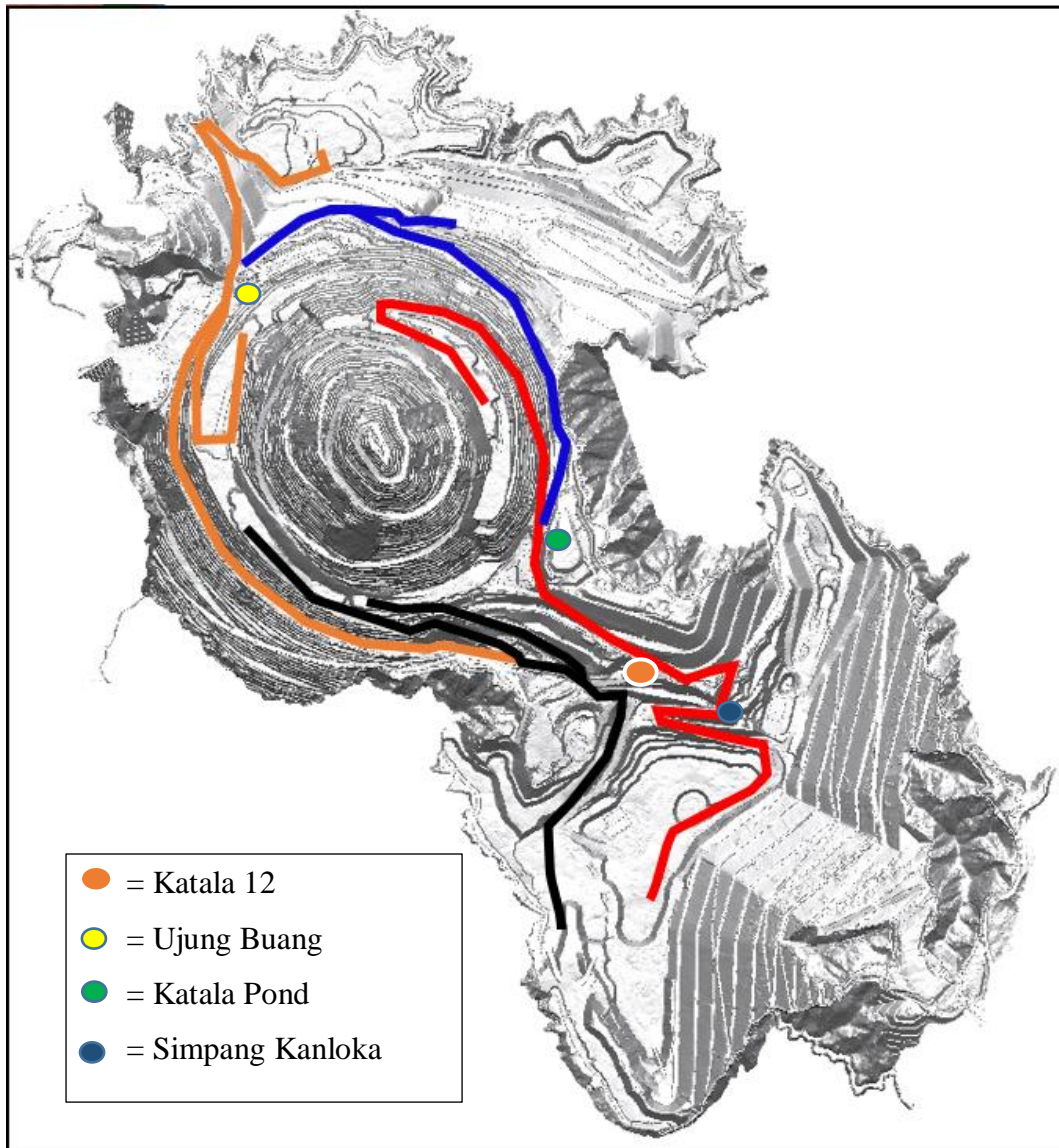 = Katala 12
= Ujung Buang
= Katala Pond
= Simpang Kanloka